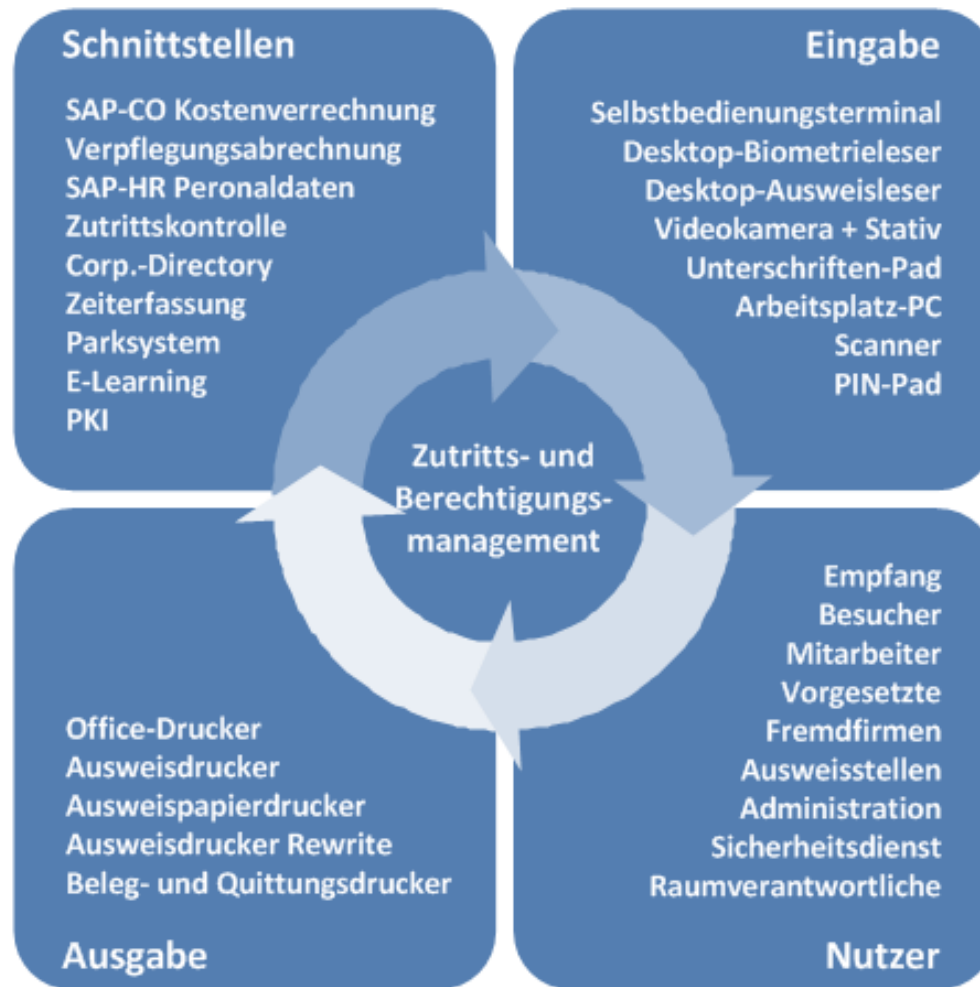 Schnittstellen
SAP-CO Kostenverrechnung
Verpflegungsabrechnung
SAP-HR Peronaldaten
Zutrittskontrolle
Corp.-Directory
Zeiterfassung
Parksystem
E-Learning
PKI
Eingabe
Selbstbedienungsterminal
Desktop-Biometrieleser
Desktop-Ausweisleser
Videokamera + Stativ
Unterschriften-Pad
Arbeitsplatz-PC
Scanner
PIN-Pad
Zutritts- und
Berechtigungs-
management
Office-Drucker
Ausweisdrucker
Ausweispapierdrucker
Ausweisdrucker Rewrite
Beleg- und Quittungsdrucker
Ausgabe
Empfang
Besucher
Mitarbeiter
Vorgesetzte
Fremdfirmen
Ausweisstellen
Administration
Sicherheitsdienst
Raumverantwortliche
Nutzer